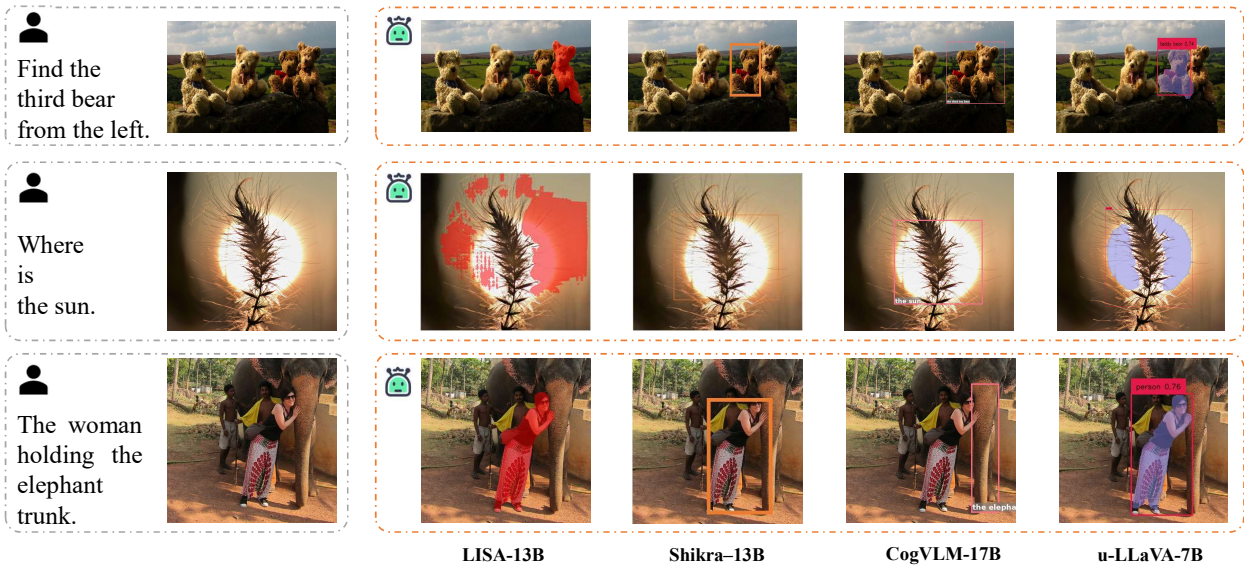 Find the
third bear
from the left.
Where
is
the sun.
the sun
The woman
holding the
elephant
trunk.
person 0.76
the elepha
LISA-13B
Shikra–13B
CogVLM-17B
u-LLaVA-7B